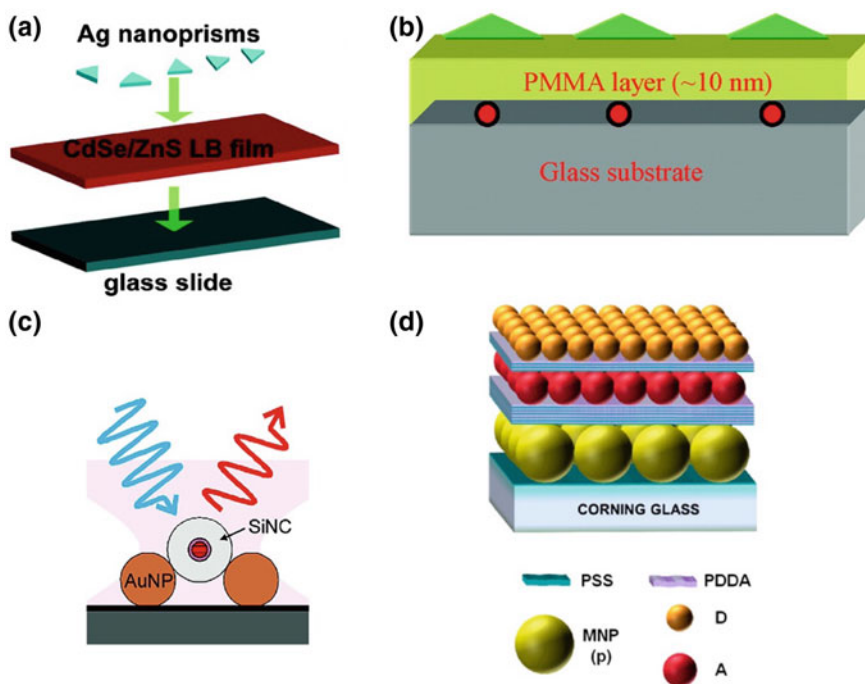 (a)
Ag nanoprisms
CdSe/ZnS LB film
glass slide
(b)
PMMA layer (~10 nm)
Glass substrate
(c)
SiNC
AuNP
(d)
CORNING GLASS
PSS
PDDA
MNP
(p)
D
A